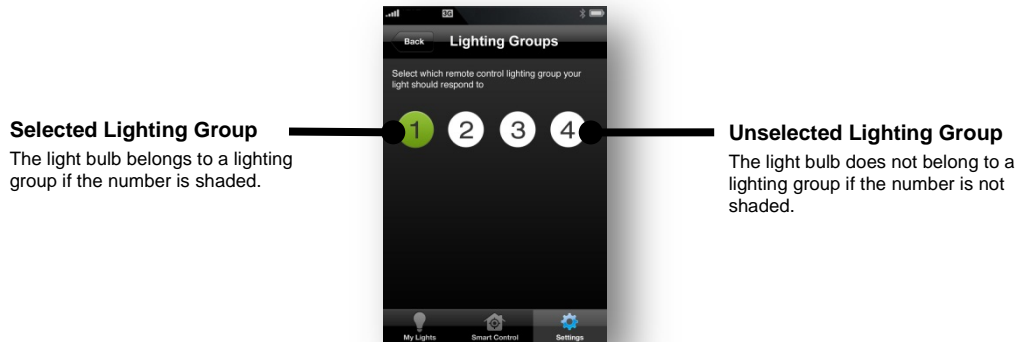 3G
Back
Lighting Groups
Select which remote control lighting group your
light should respond to
1 2 3 4
Selected Lighting Group
The light bulb belongs to a lighting
group if the number is shaded.
Unselected Lighting Group
The light bulb does not belong to a
lighting group if the number is not
shaded.
My Lights
Smart Control
Settings